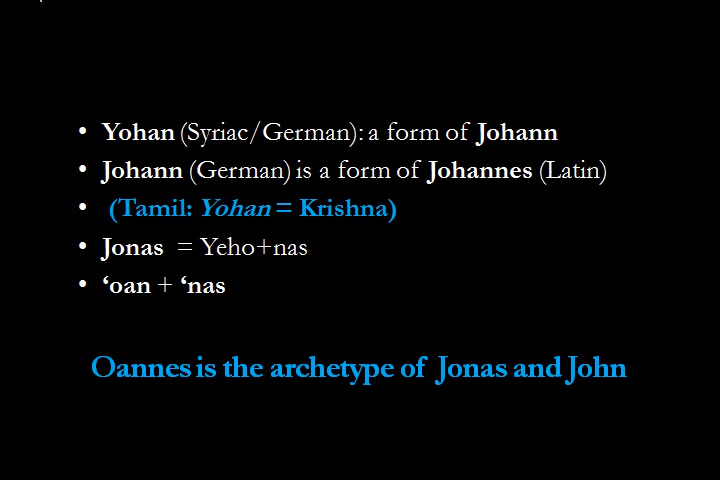 • Yohan (Syriac/German): a form of Johann
• Johann (German) is a form of Johannes (Latin)
• (Tamil: Yohan = Krishna)
• Jonas = Yeho+nas
• ‘oan + ‘nas
Oannes is the archetype of Jonas and John